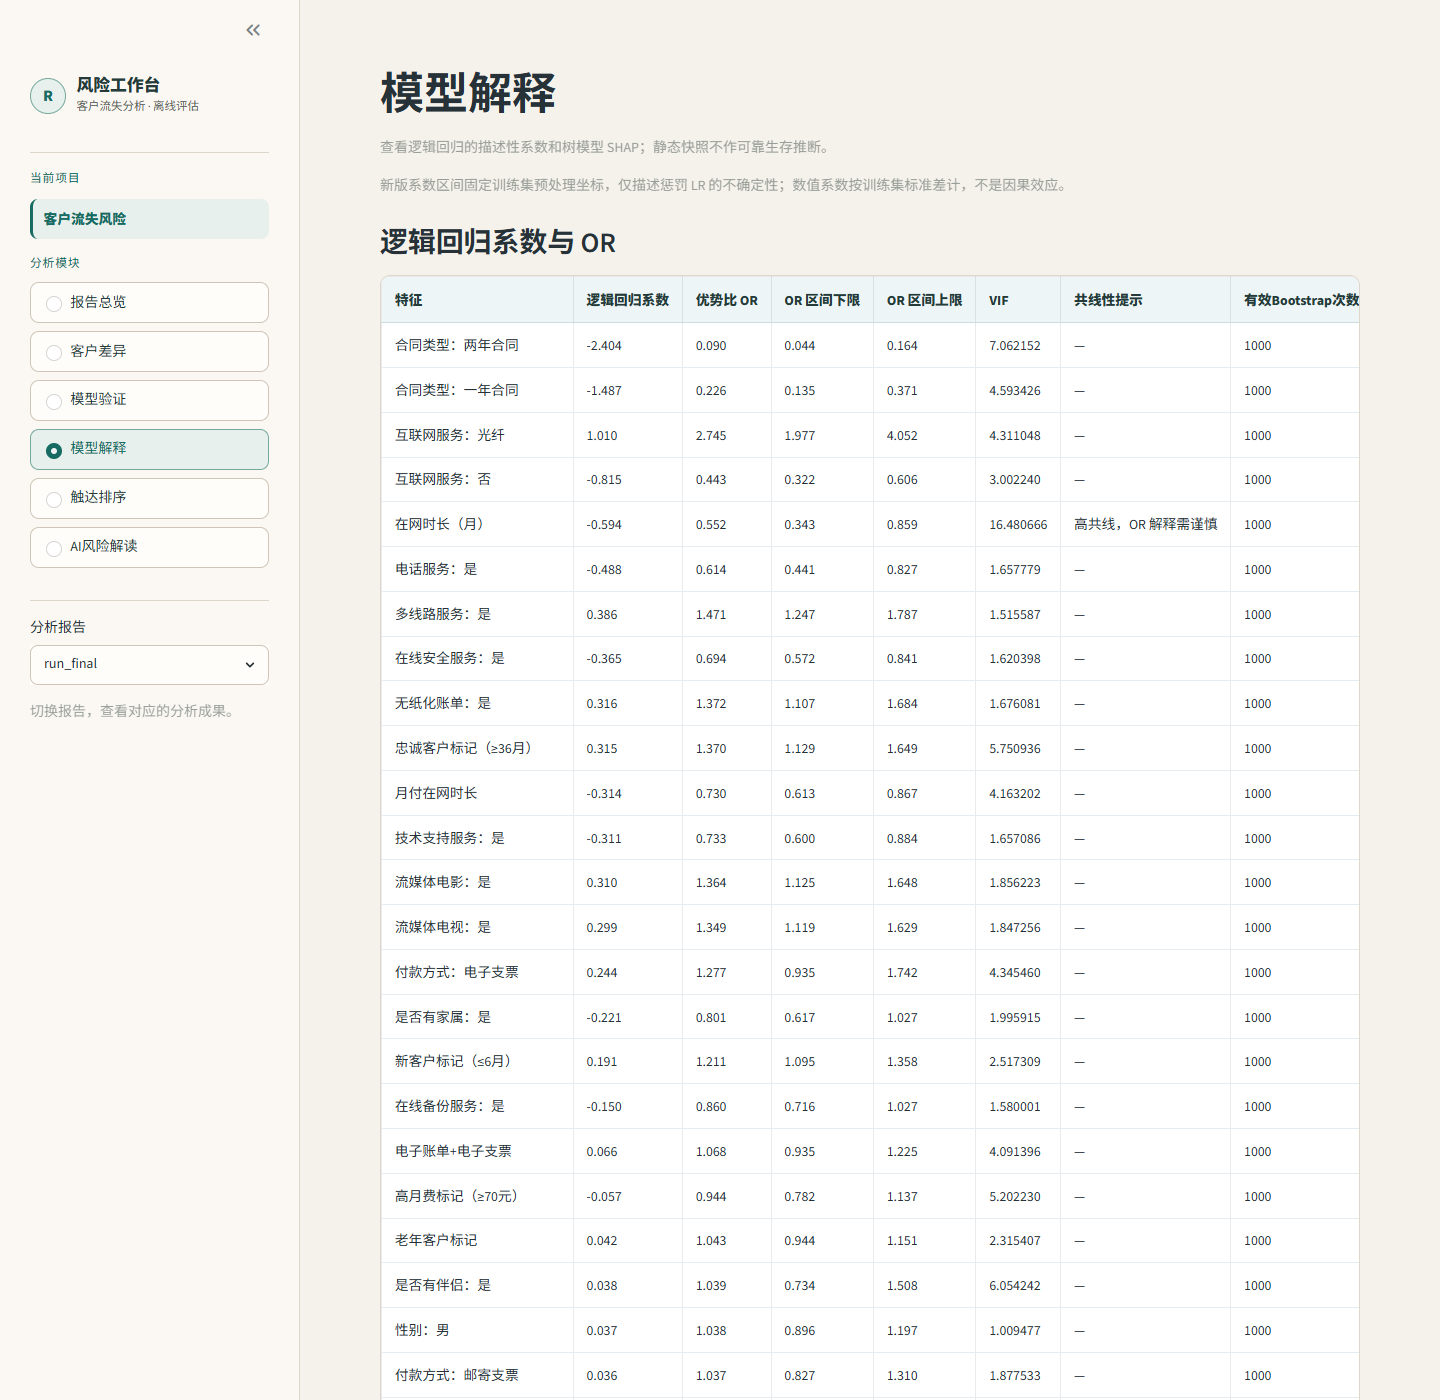 R
风险工作台
客户流失分析 · 离线评估
当前项目
客户流失风险
分析模块
报告总览
客户差异
模型验证
模型解释
触达排序
AI风险解读
分析报告
run_final
切换报告，查看对应的分析成果。
模型解释
查看逻辑回归的描述性系数和树模型 SHAP；静态快照不作可靠生存推断。
新版系数区间固定训练集预处理坐标，仅描述惩罚 LR 的不确定性；数值系数按训练集标准差计，不是因果效应。
逻辑回归系数与 OR
特征 逻辑回归系数 优势比 OR OR 区间下限 OR 区间上限 VIF 共线性提示 有效Bootstrap次数
合同类型：两年合同 -2.404 0.090 0.044 0.164 7.062152 — 1000
合同类型：一年合同 -1.487 0.226 0.135 0.371 4.593426 — 1000
互联网服务：光纤 1.010 2.745 1.977 4.052 4.311048 — 1000
互联网服务：否 -0.815 0.443 0.322 0.606 3.002240 — 1000
在网时长（月） -0.594 0.552 0.343 0.859 16.480666 高共线，OR 解释需谨慎 1000
电话服务：是 -0.488 0.614 0.441 0.827 1.657779 — 1000
多线路服务：是 0.386 1.471 1.247 1.787 1.515587 — 1000
在线安全服务：是 -0.365 0.694 0.572 0.841 1.620398 — 1000
无纸化账单：是 0.316 1.372 1.107 1.684 1.676081 — 1000
忠诚客户标记（≥36月） 0.315 1.370 1.129 1.649 5.750936 — 1000
月付在网时长 -0.314 0.730 0.613 0.867 4.163202 — 1000
技术支持服务：是 -0.311 0.733 0.600 0.884 1.657086 — 1000
流媒体电影：是 0.310 1.364 1.125 1.648 1.856223 — 1000
流媒体电视：是 0.299 1.349 1.119 1.629 1.847256 — 1000
付款方式：电子支票 0.244 1.277 0.935 1.742 4.345460 — 1000
是否有家属：是 -0.221 0.801 0.617 1.027 1.995915 — 1000
新客户标记（≤6月） 0.191 1.211 1.095 1.358 2.517309 — 1000
在线备份服务：是 -0.150 0.860 0.716 1.027 1.580001 — 1000
电子账单+电子支票 0.066 1.068 0.935 1.225 4.091396 — 1000
高月费标记（≥70元） -0.057 0.944 0.782 1.137 5.202230 — 1000
老年客户标记 0.042 1.043 0.944 1.151 2.315407 — 1000
是否有伴侣：是 0.038 1.039 0.734 1.508 6.054242 — 1000
性别：男 0.037 1.038 0.896 1.197 1.009477 — 1000
付款方式：邮寄支票 0.036 1.037 0.827 1.310 1.877533 — 1000